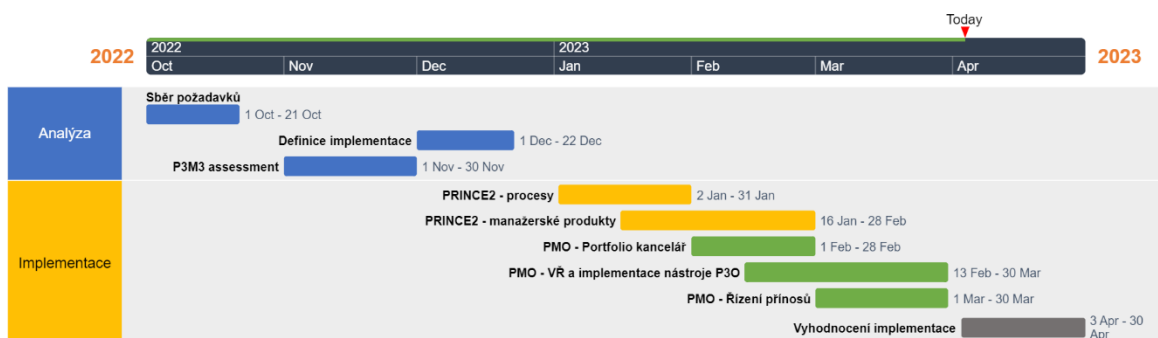 Today
2022
2022
2023
Oct
Nov
Dec
Jan
Feb
Mar
Apr
2023
Analýza
Sběr požadavků
1 Oct - 21 Oct
Definice implementace
1 Dec - 22 Dec
P3M3 assessment
1 Nov - 30 Nov
Implementace
PRINCE2 - procesy
2 Jan - 31 Jan
PRINCE2 - manažerské produkty
16 Jan - 28 Feb
PMO - Portfolio kancelář
1 Feb - 28 Feb
PMO - VŘ a implementace nástroje P3O
13 Feb - 30 Mar
PMO - Řízení přínosů
1 Mar - 30 Mar
Vyhodnocení implementace
3 Apr - 30
Apr